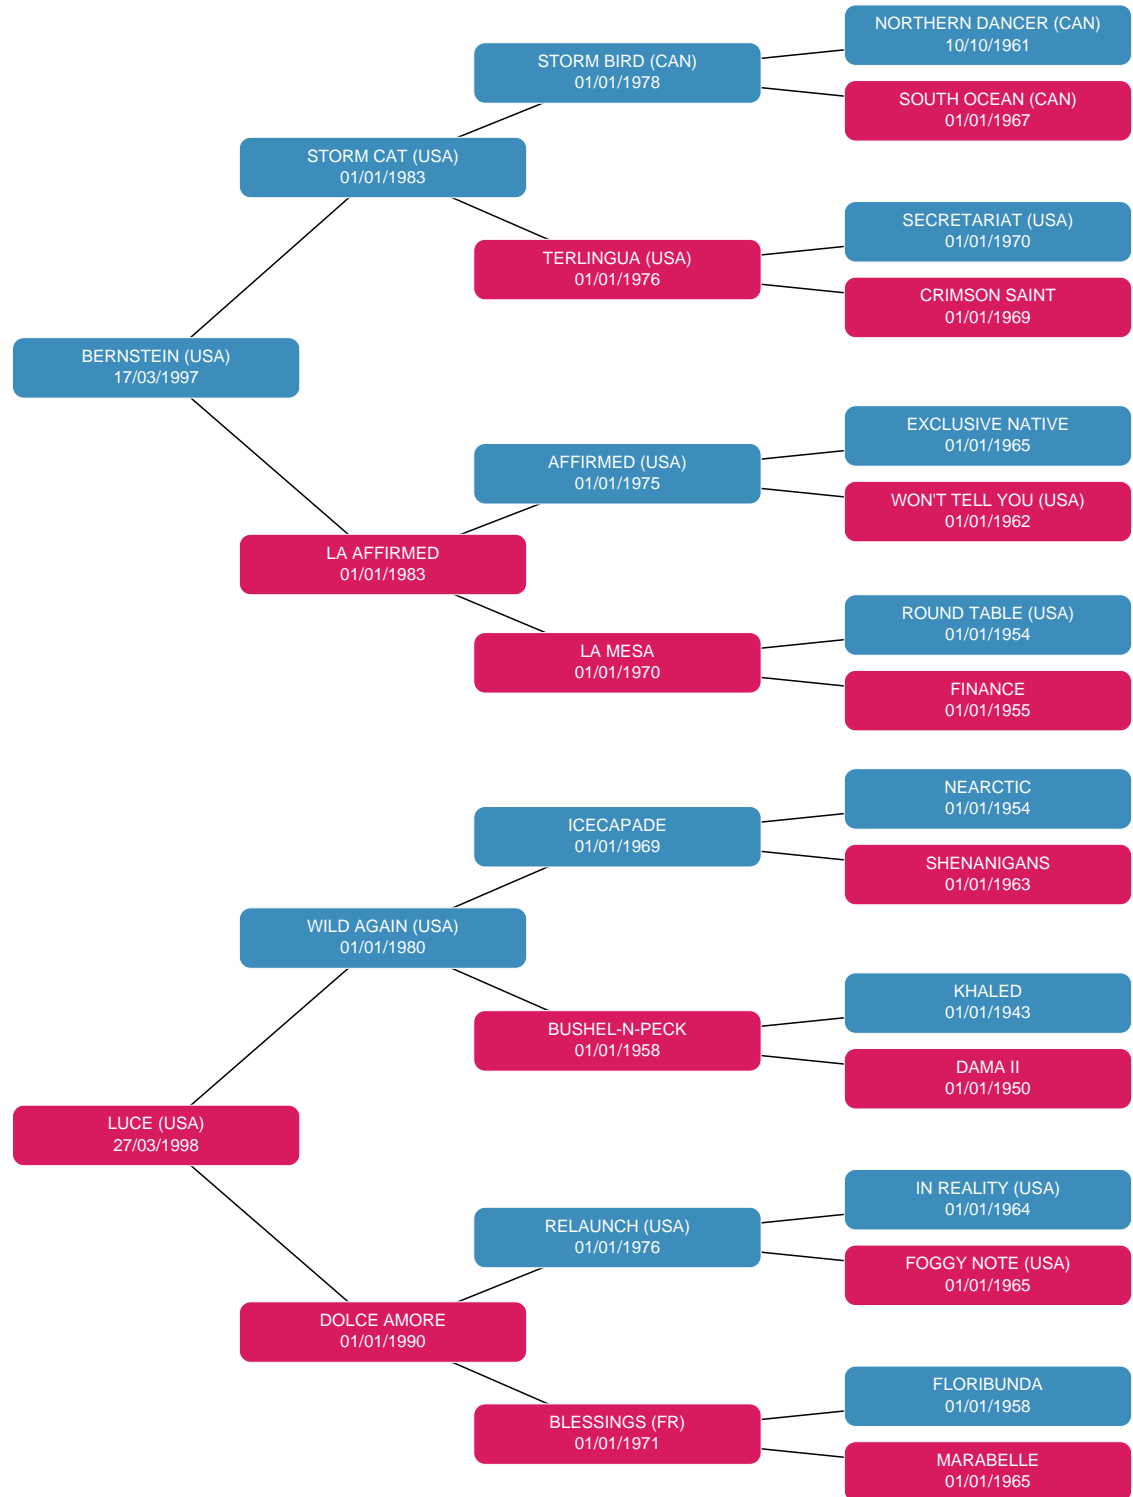 NORTHERN DANCER (CAN)
10/10/1961
STORM BIRD (CAN)
01/01/1978
SOUTH OCEAN (CAN)
01/01/1967
STORM CAT (USA)
01/01/1983
SECRETARIAT (USA)
01/01/1970
TERLINGUA (USA)
01/01/1976
CRIMSON SAINT
01/01/1969
BERNSTEIN (USA)
17/03/1997
EXCLUSIVE NATIVE
01/01/1965
AFFIRMED (USA)
01/01/1975
WON'T TELL YOU (USA)
01/01/1962
LA AFFIRMED
01/01/1983
ROUND TABLE (USA)
01/01/1954
LA MESA
01/01/1970
FINANCE
01/01/1955
NEARCTIC
01/01/1954
ICECAPADE
01/01/1969
SHENANIGANS
01/01/1963
WILD AGAIN (USA)
01/01/1980
KHALED
01/01/1943
BUSHEL-N-PECK
01/01/1958
DAMA II
01/01/1950
LUCE (USA)
27/03/1998
IN REALITY (USA)
01/01/1964
RELAUNCH (USA)
01/01/1976
FOGGY NOTE (USA)
01/01/1965
DOLCE AMORE
01/01/1990
FLORIBUNDA
01/01/1958
BLESSINGS (FR)
01/01/1971
MARABELLE
01/01/1965